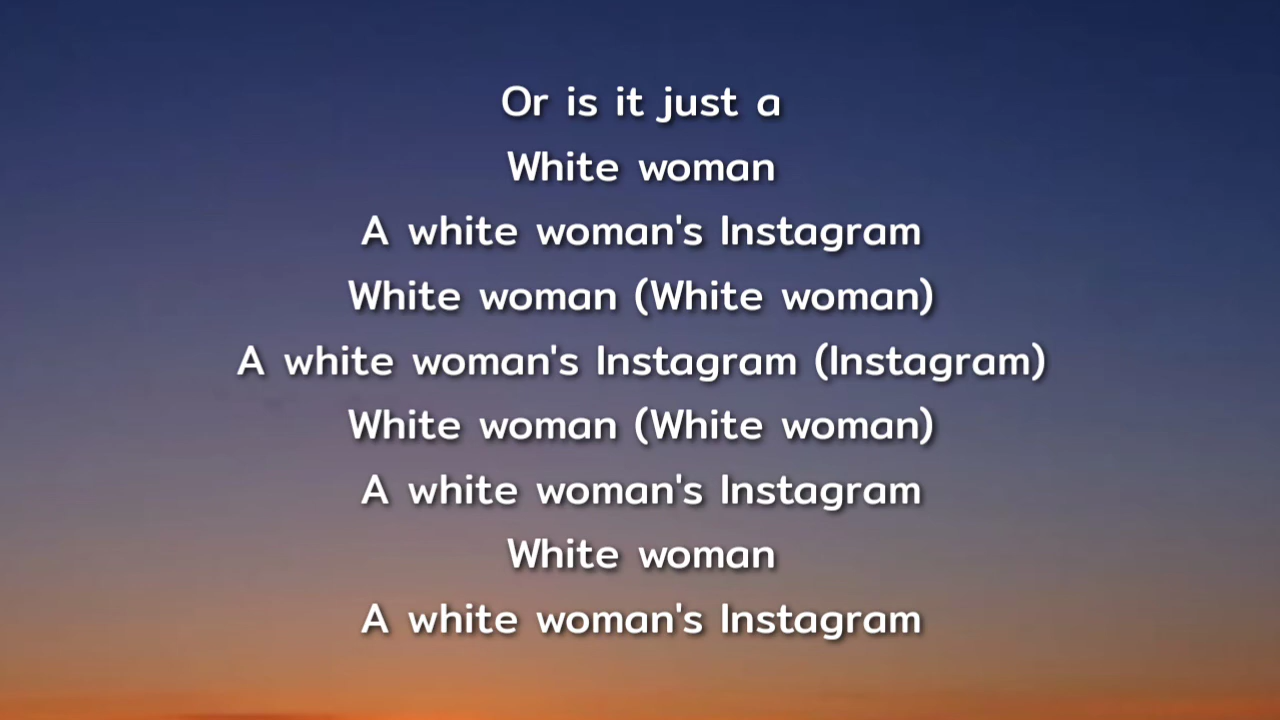 Or is it just a
White woman
A white woman's Instagram
White woman (White woman)
A white woman's Instagram (Instagram)
White woman (White woman)
A white woman's Instagram
White woman
A white woman's Instagram